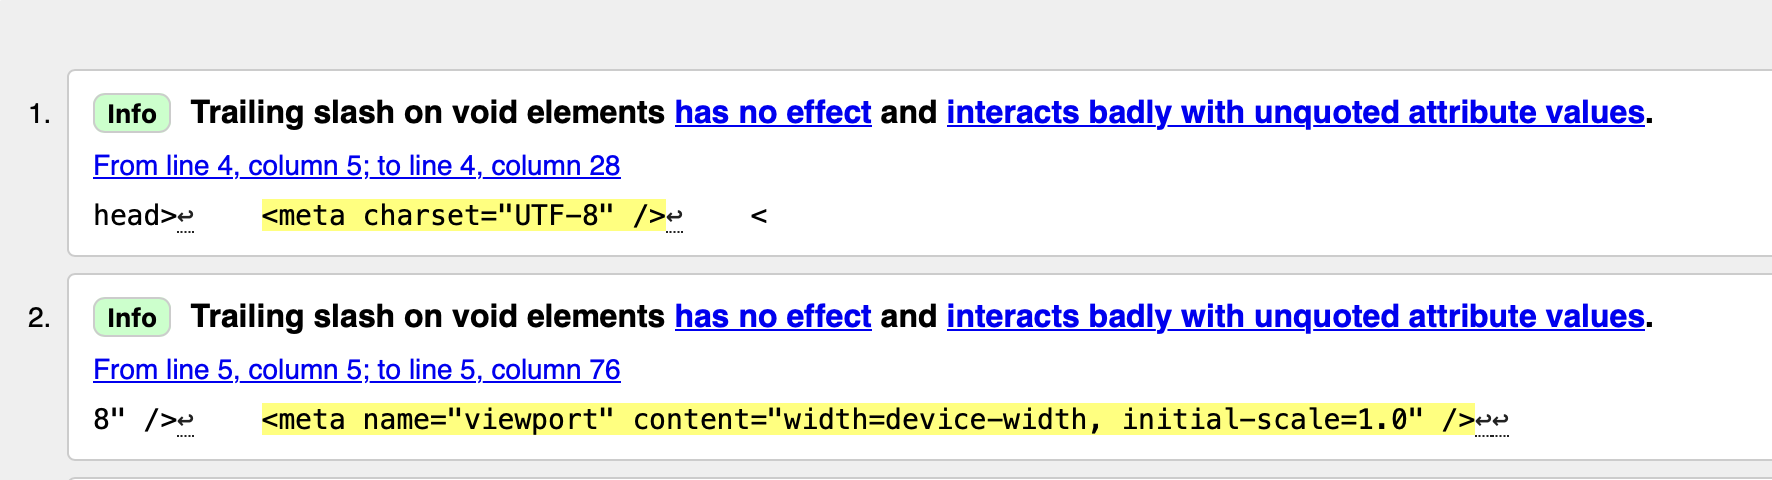 1. Info Trailing slash on void elements has no effect and interacts badly with unquoted attribute values.
From line 4, column 5; to line 4, column 28
head>↩    <meta charset="UTF-8" />↩    <
2. Info Trailing slash on void elements has no effect and interacts badly with unquoted attribute values.
From line 5, column 5; to line 5, column 76
8" />↩    <meta name="viewport" content="width=device-width, initial-scale=1.0" />↩↩